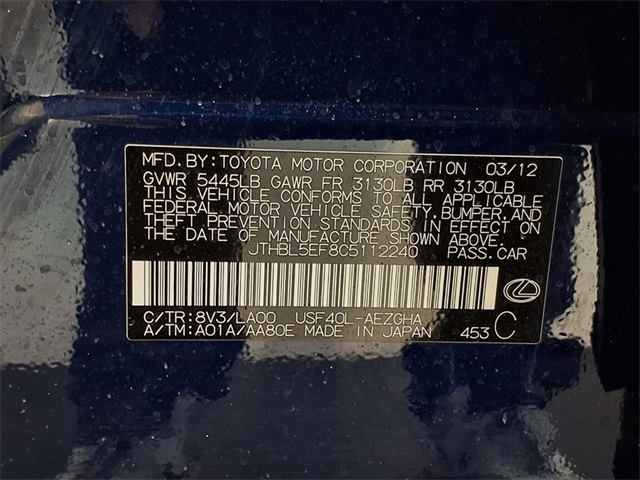 MFD. BY: TOYOTA MOTOR CORPORATION 03/12
GVWR 5445LB GAWR FR 3130LB RR 3130LB
THIS VEHICLE CONFORMS TO ALL APPLICABLE
FEDERAL MOTOR VEHICLE SAFETY, BUMPER, AND
THEFT PREVENTION STANDARDS IN EFFECT ON
THE DATE OF MANUFACTURE SHOWN ABOVE.
JTHBL5EF8C5112240 PASS.CAR
C/TR: 8V3/LA00 USF40L-AEZGHA
A/TM: A01A/AA80E MADE IN JAPAN 453 C